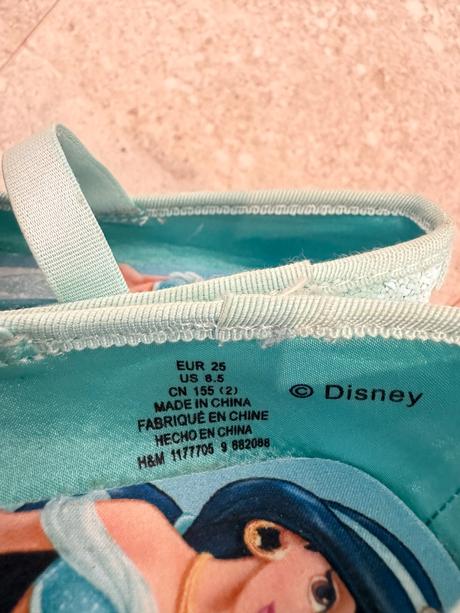 EUR 25
US 8.5
CN 155 (2)
MADE IN CHINA
FABRIQUÉ EN CHINE
HECHO EN CHINA
H&M 1177705 9 882088
© Disney